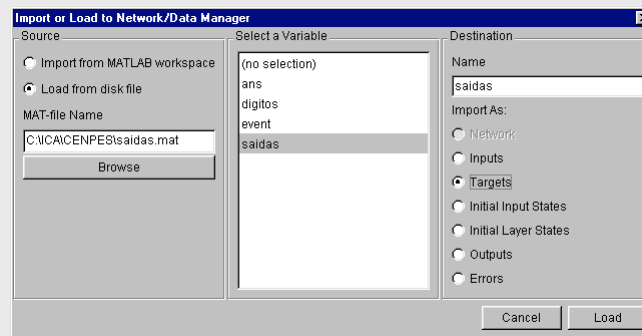 Import or Load to Network/Data Manager
Source
Import from MATLAB workspace
Load from disk file
MAT-file Name
C:\ICA\CENPES\saidas.mat
Browse
Select a Variable
(no selection)
ans
digitos
event
saidas
Destination
Name
saidas
Import As:
Network
Inputs
Targets
Initial Input States
Initial Layer States
Outputs
Errors
Cancel
Load